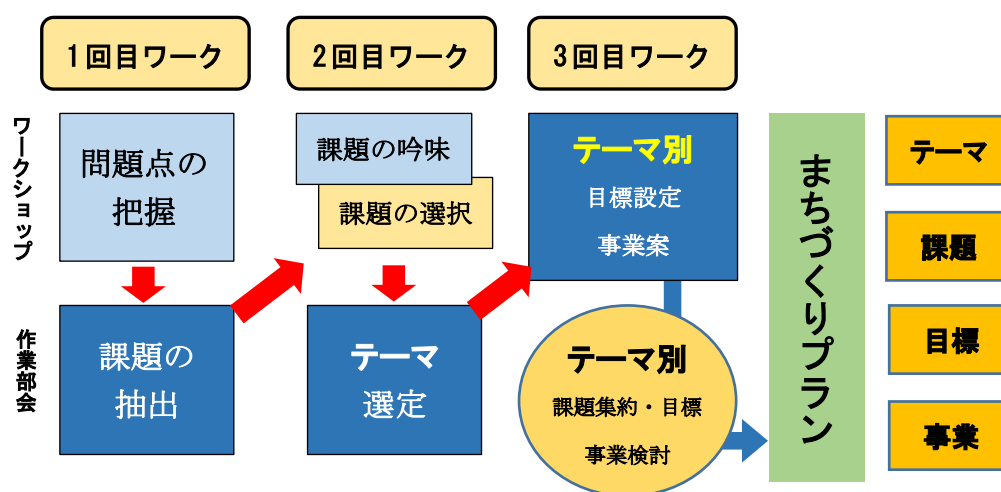 1回目ワーク
2回目ワーク
3回目ワーク
ワークショップ
問題点の
把握
課題の吟味
課題の選択
テーマ別
目標設定
事業案
作業部会
課題の
抽出
テーマ
選定
テーマ別
課題集約・目標
事業検討
まちづくりプラン
テーマ
課題
目標
事業